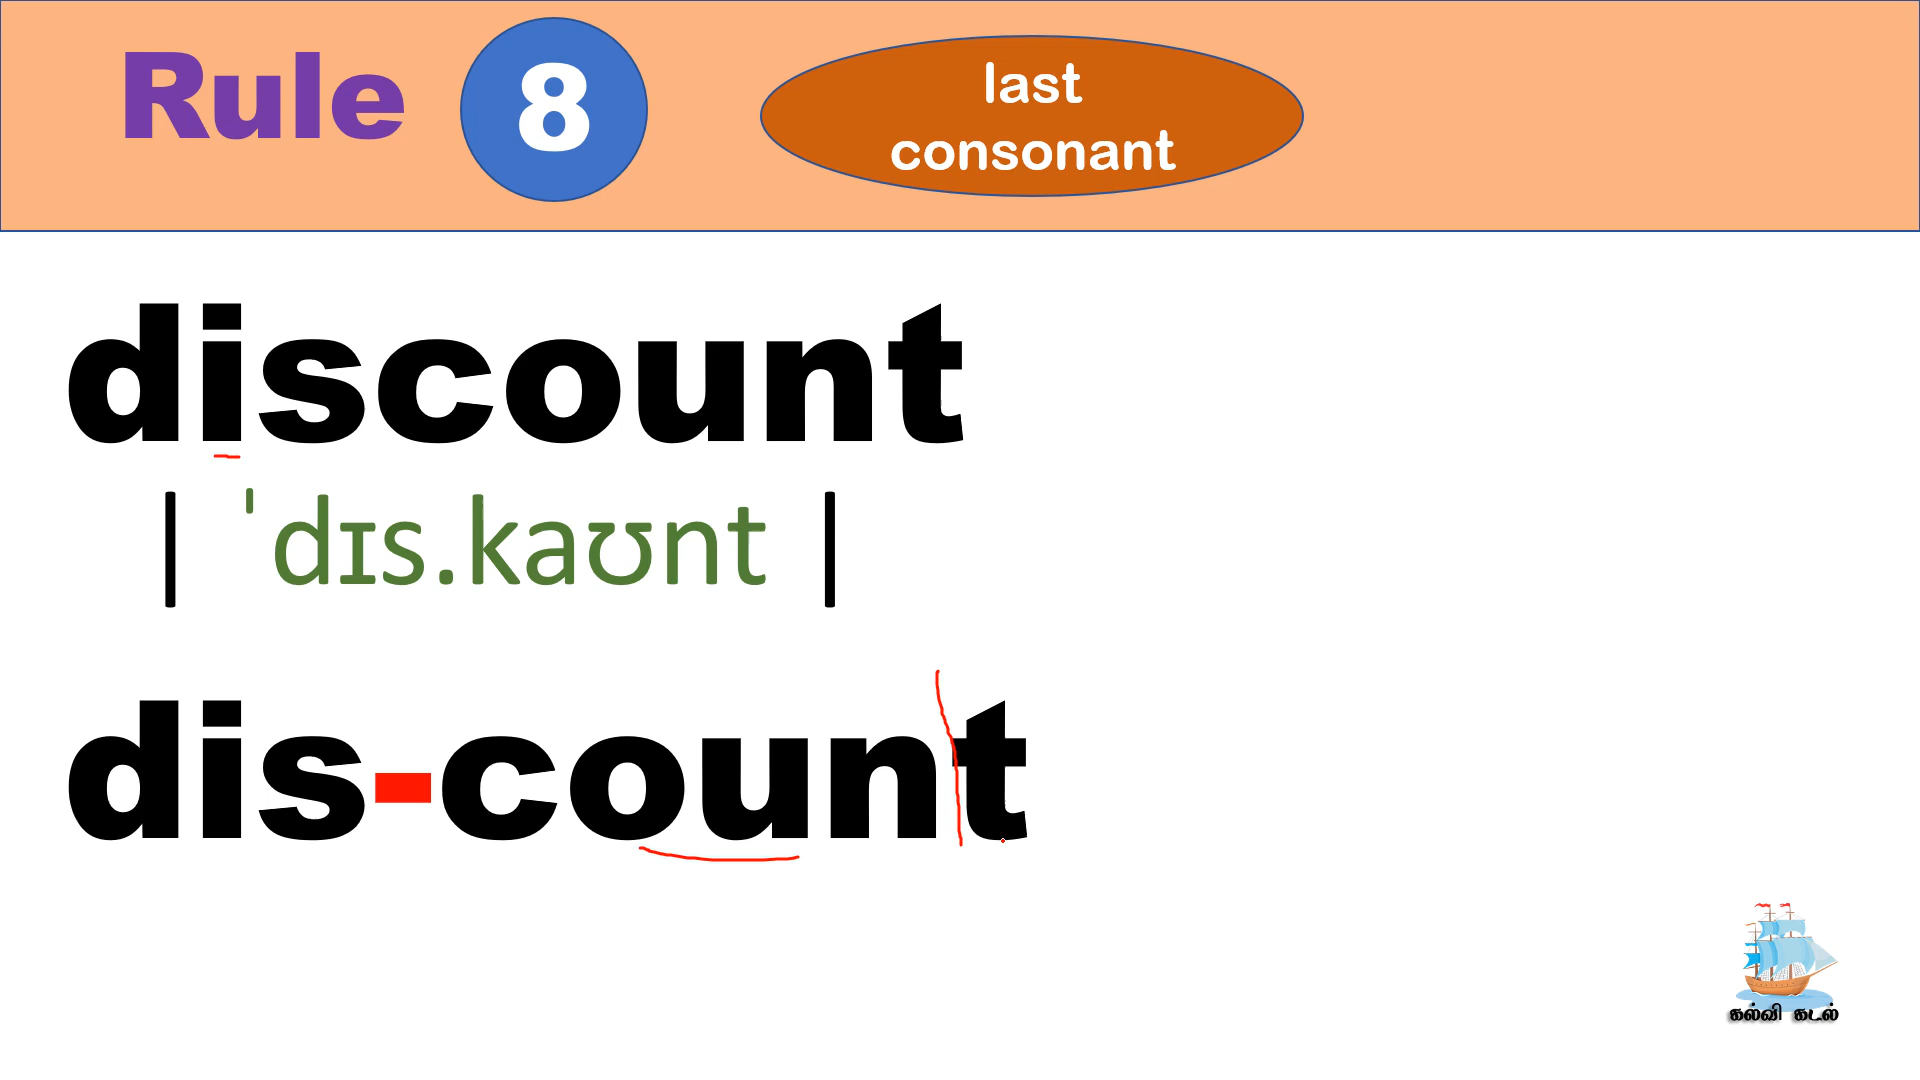 Rule 8
last
consonant
discount
| ˈdɪs.kaʊnt |
dis-count
கல்வி கடல்